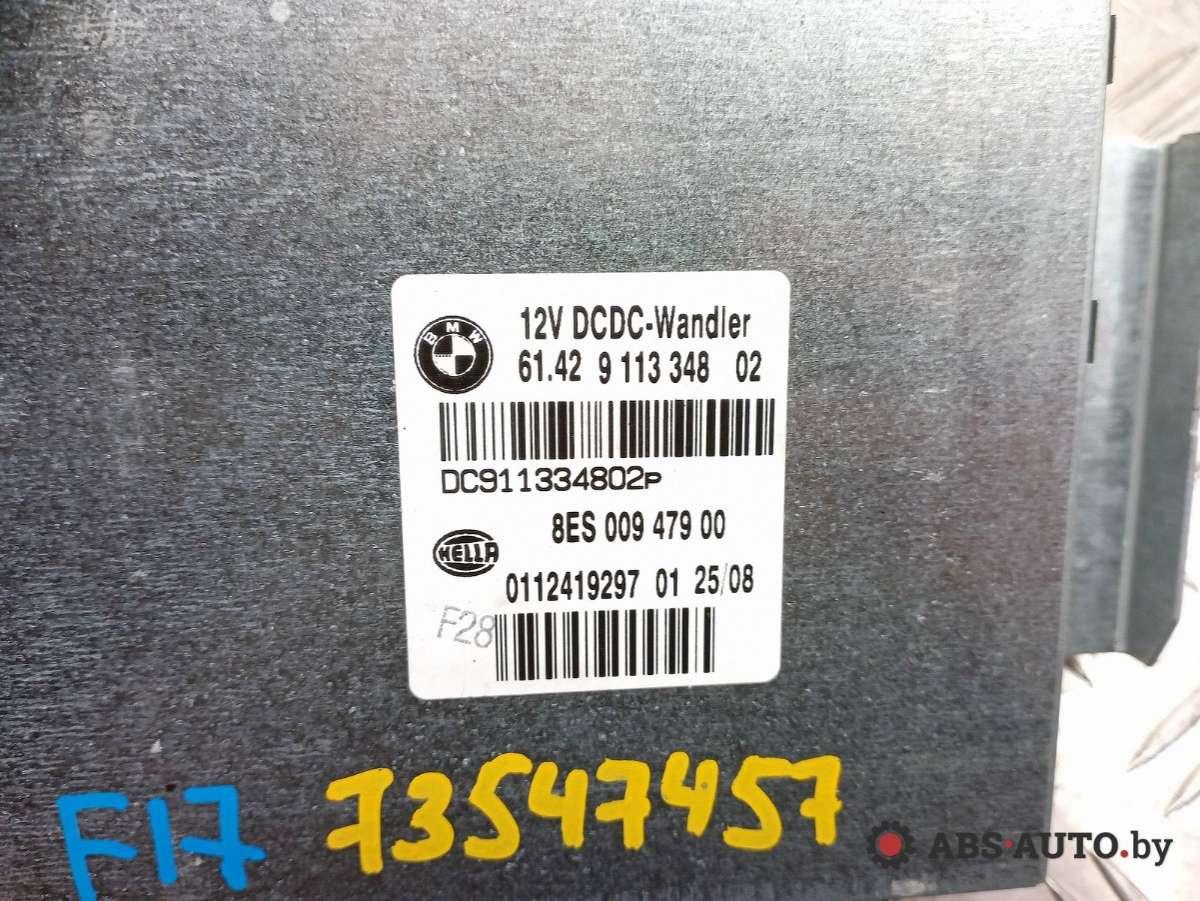 BMW
12V DCDC-Wandler
61.42 9 113 348 02
DC911334802P
8ES 009 479 00
HELLA
0112419297 01 25/08
F28
F17 73547457
ABS-AUTO.by